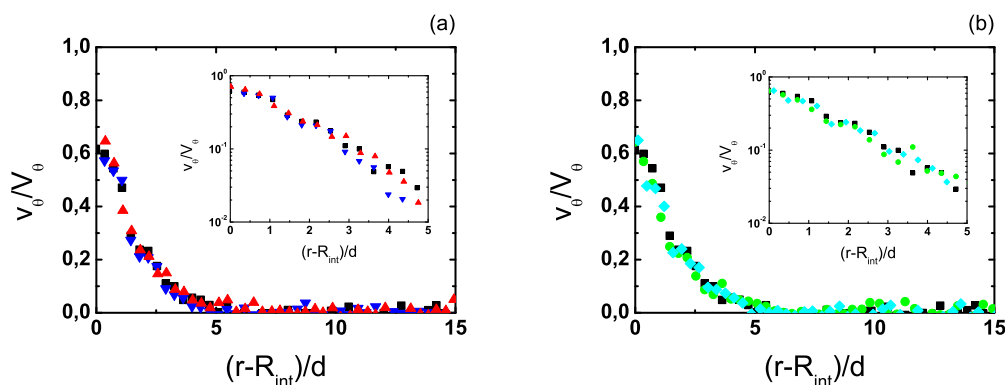 (a)
1,0
0,8
0,6
0,4
0,2
0,0
v_θ/V_θ
0 5 10 15
(r-R_int)/d
10^0
10^-1
10^-2
v_θ/V_θ
0 1 2 3 4 5
(r-R_int)/d
(b)
1,0
0,8
0,6
0,4
0,2
0,0
v_θ/V_θ
0 5 10 15
(r-R_int)/d
10^0
10^-1
10^-2
v_θ/V_θ
0 1 2 3 4 5
(r-R_int)/d